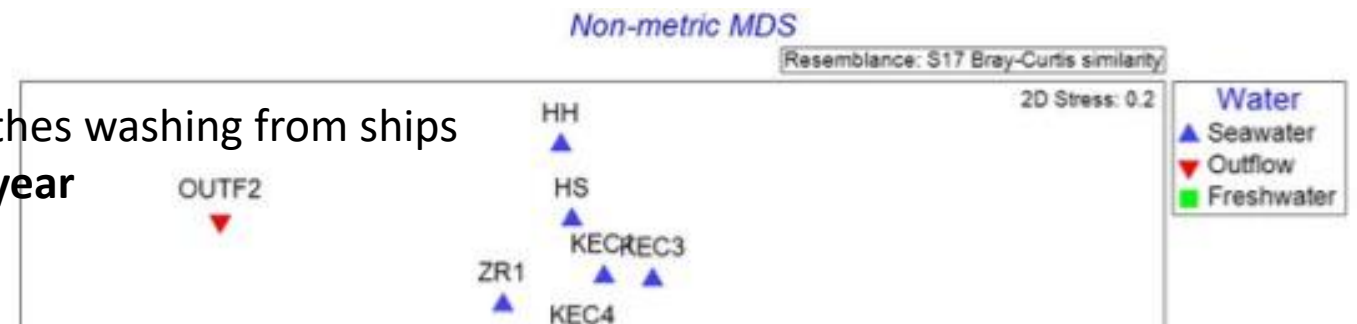 Non-metric MDS
Resemblance: S17 Bray-Curtis similarity
2D Stress: 0.2
Water
Seawater
Outflow
Freshwater
thes washing from ships
year
HH
OUTF2
HS
KEC1
KEC3
ZR1
KEC4